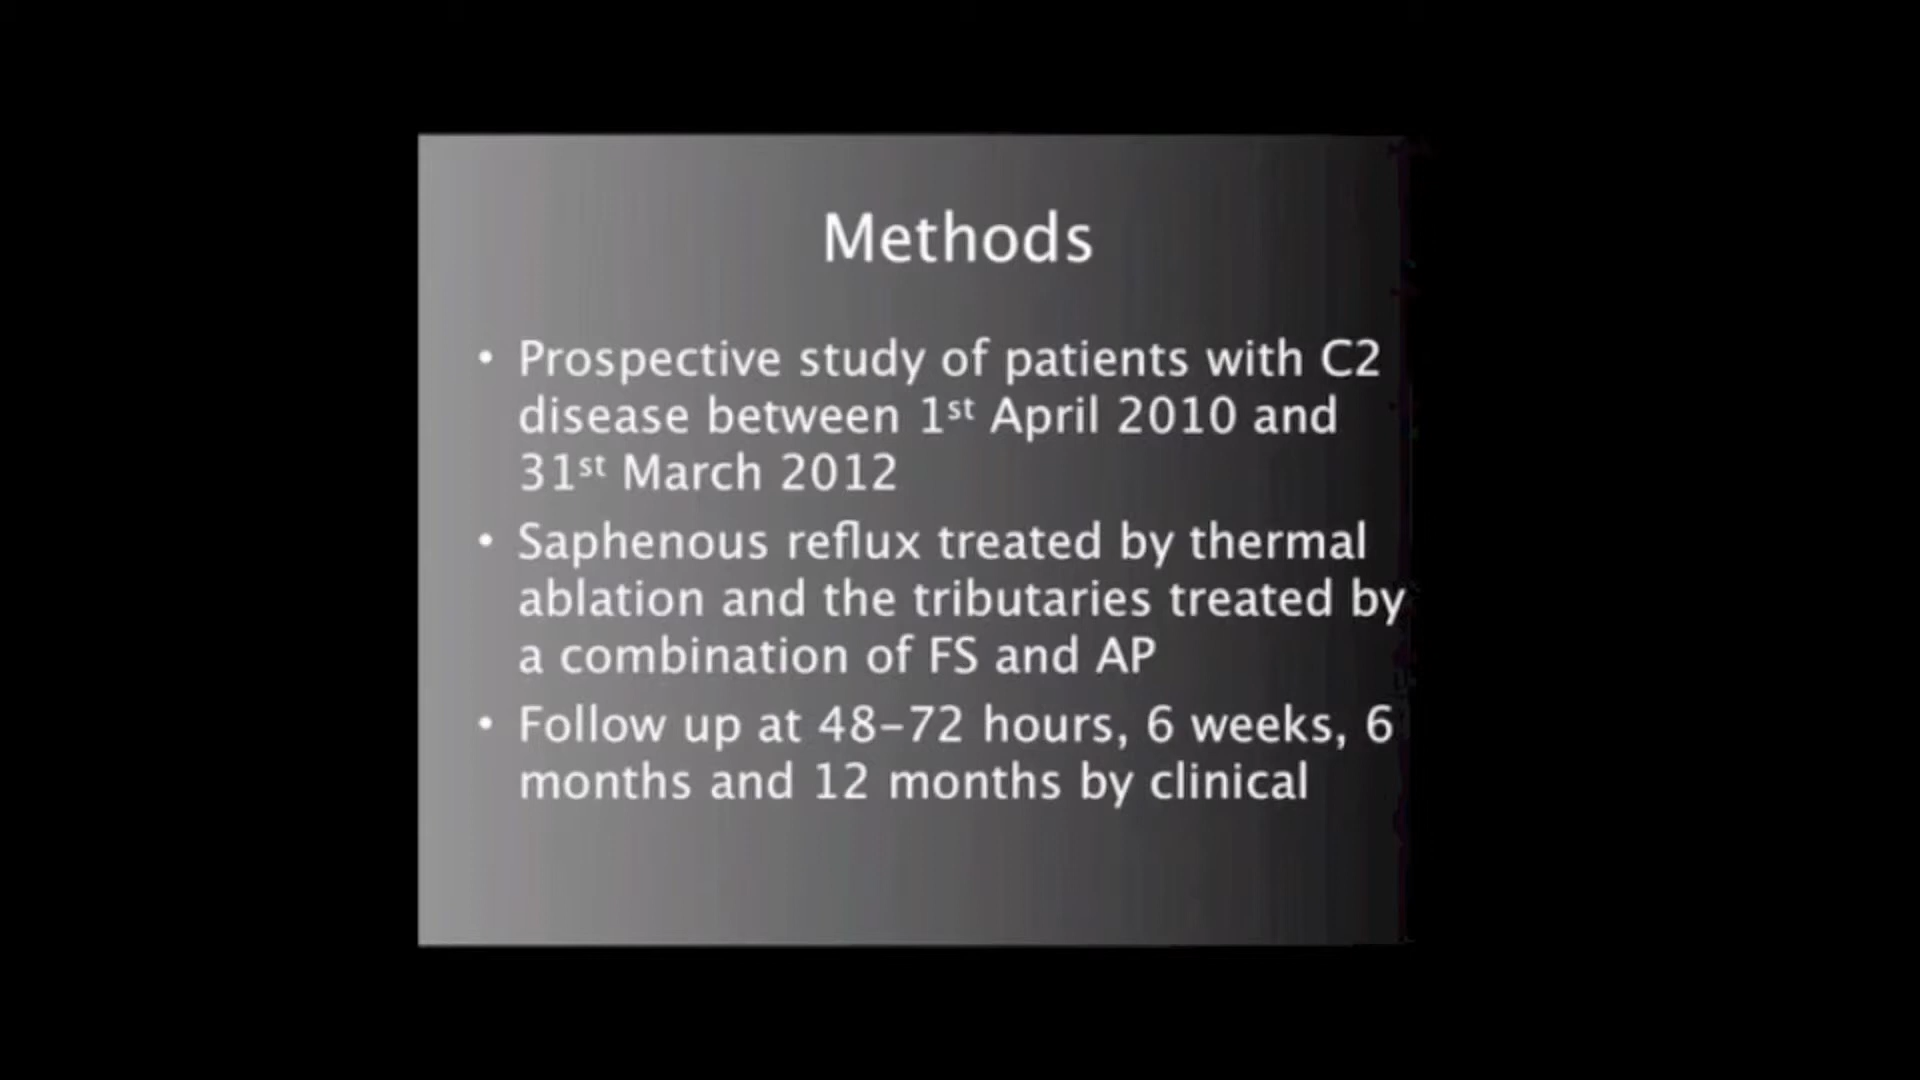 Methods
• Prospective study of patients with C2
disease between 1st April 2010 and
31st March 2012
• Saphenous reflux treated by thermal
ablation and the tributaries treated by
a combination of FS and AP
• Follow up at 48-72 hours, 6 weeks, 6
months and 12 months by clinical